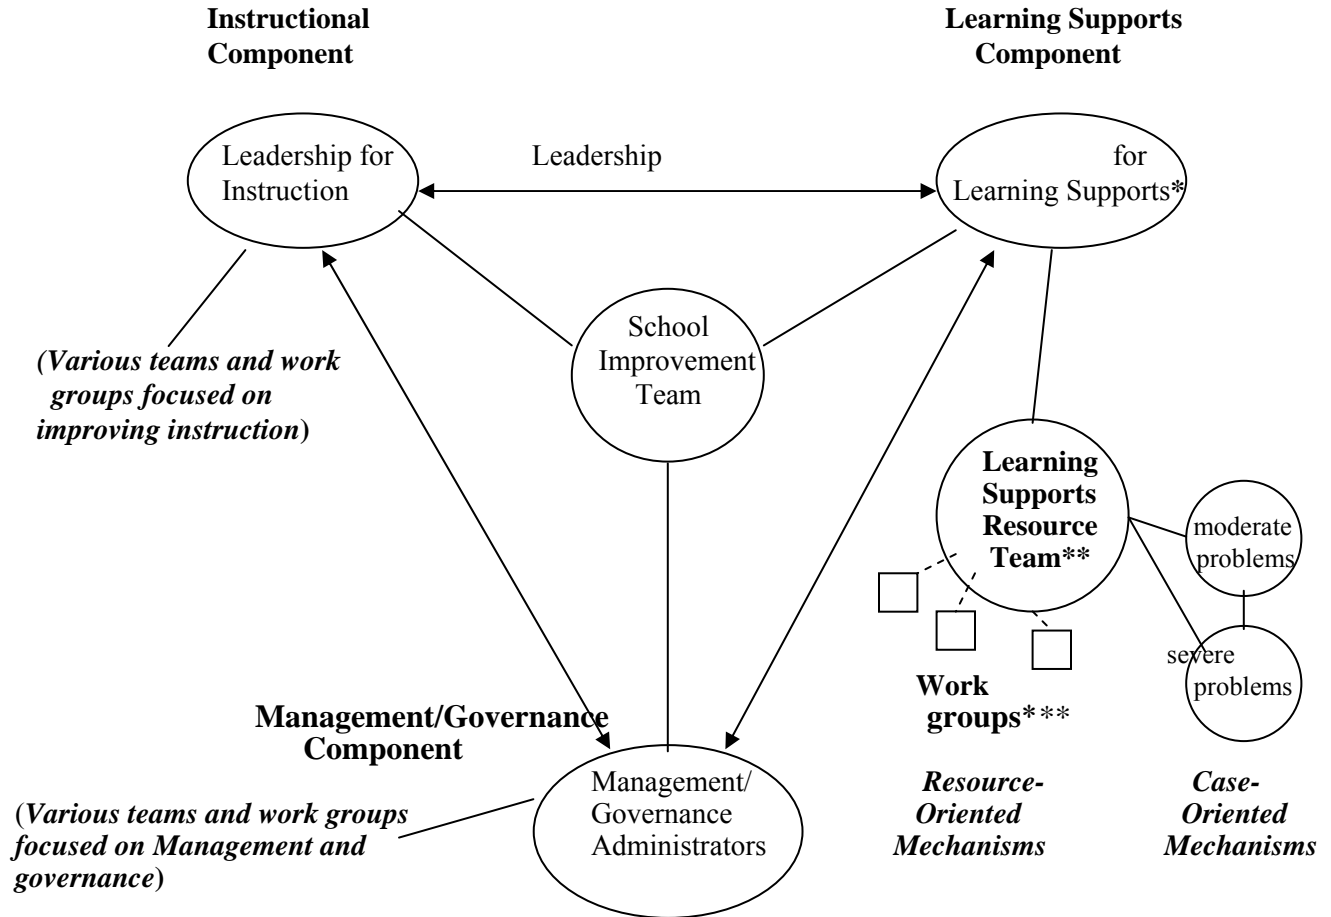 Instructional
Component
Learning Supports
Component
Leadership for
Instruction
Leadership for
Learning Supports*
School
Improvement
Team
(Various teams and work
groups focused on
improving instruction)
Learning
Supports
Resource
Team**
moderate
problems
severe
problems
Work
groups***
Management/Governance
Component
Management/
Governance
Administrators
(Various teams and work groups
focused on Management and
governance)
Resource-
Oriented
Mechanisms
Case-
Oriented
Mechanisms